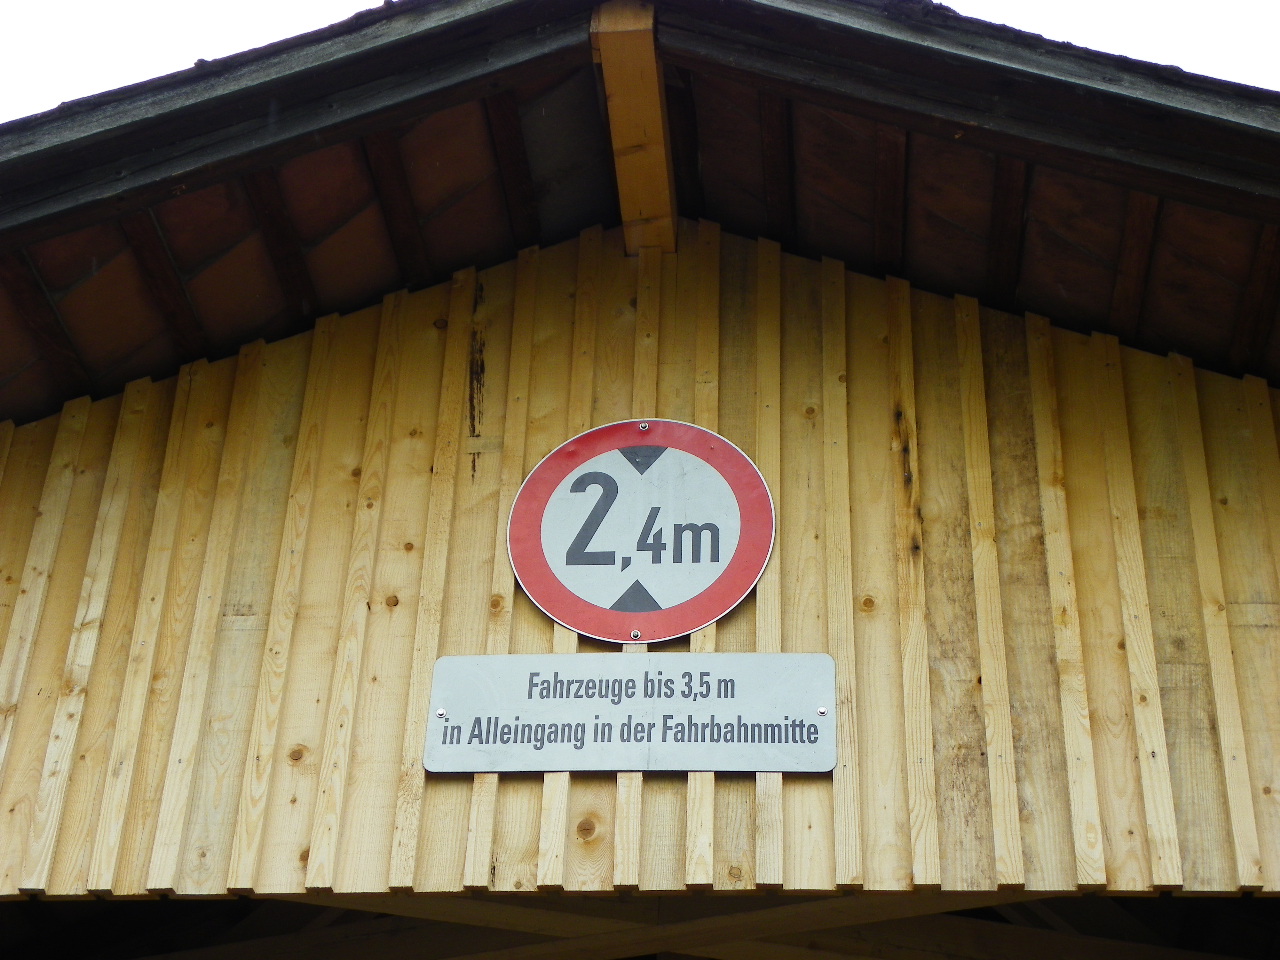 2,4m
Fahrzeuge bis 3,5 m
in Alleingang in der Fahrbahnmitte